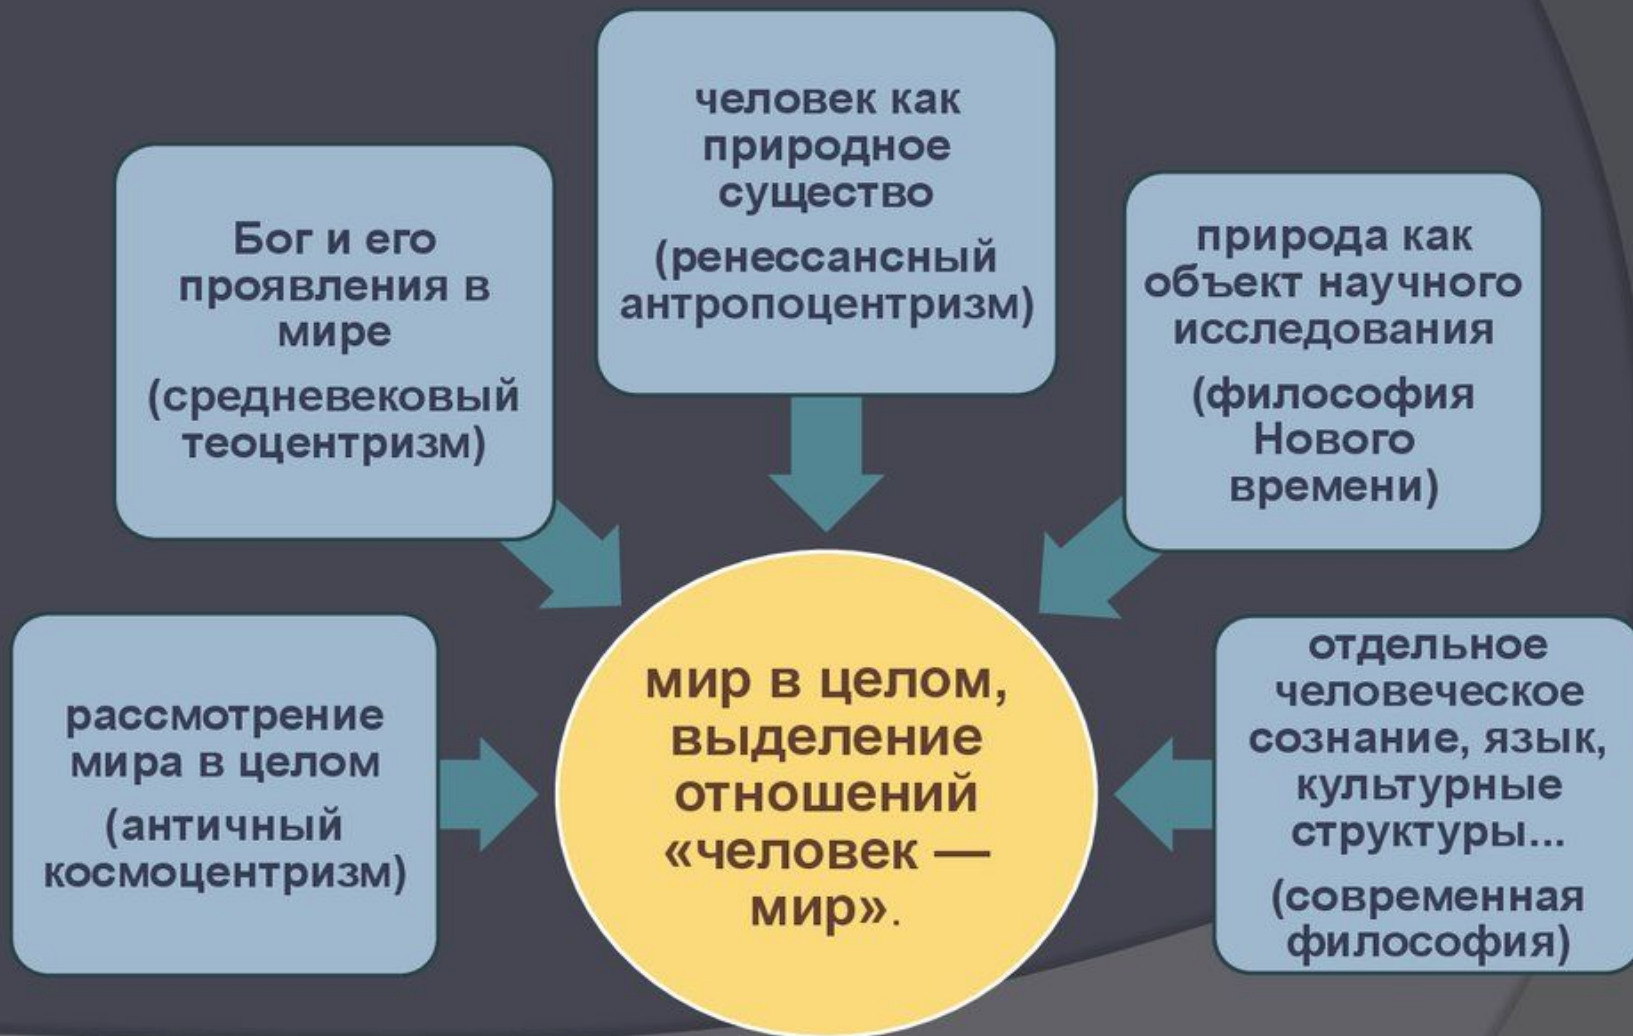 человек как
природное
существо
(ренессансный
антропоцентризм)
Бог и его
проявления в
мире
(средневековый
теоцентризм)
природа как
объект научного
исследования
(философия
Нового
времени)
рассмотрение
мира в целом
(античный
космоцентризм)
мир в целом,
выделение
отношений
«человек —
мир».
отдельное
человеческое
сознание, язык,
культурные
структуры...
(современная
философия)